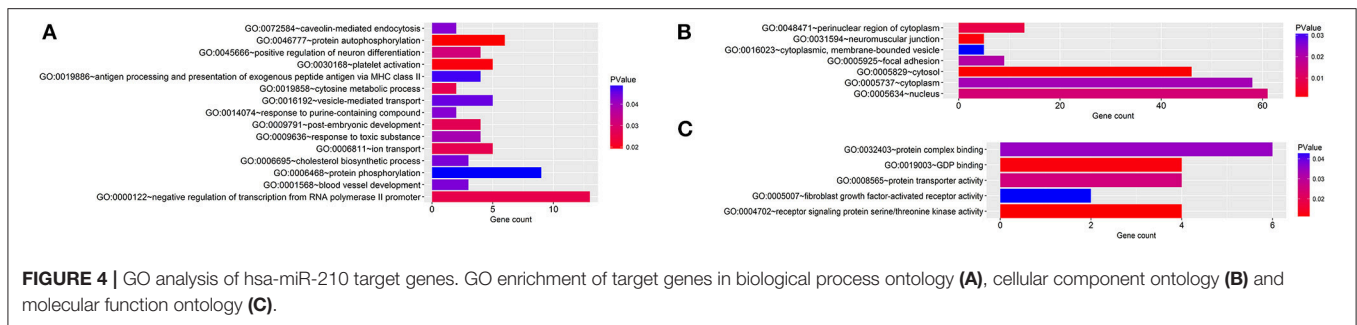 A
GO:0072584~caveolin-mediated endocytosis
GO:0046777~protein autophosphorylation
GO:0045666~positive regulation of neuron differentiation
GO:0030168~platelet activation
GO:0019886~antigen processing and presentation of exogenous peptide antigen via MHC class II
GO:0019858~cytosine metabolic process
GO:0016192~vesicle-mediated transport
GO:0014074~response to purine-containing compound
GO:0009791~post-embryonic development
GO:0009636~response to toxic substance
GO:0006811~ion transport
GO:0006695~cholesterol biosynthetic process
GO:0006468~protein phosphorylation
GO:0001568~blood vessel development
GO:0000122~negative regulation of transcription from RNA polymerase II promoter
0 5 10
Gene count
PValue
0.04
0.03
0.02
B
GO:0048471~perinuclear region of cytoplasm
GO:0031594~neuromuscular junction
GO:0016023~cytoplasmic, membrane-bounded vesicle
GO:0005925~focal adhesion
GO:0005829~cytosol
GO:0005737~cytoplasm
GO:0005634~nucleus
0 20 40 60
Gene count
PValue
0.03
0.02
0.01
C
GO:0032403~protein complex binding
GO:0019003~GDP binding
GO:0008565~protein transporter activity
GO:0005007~fibroblast growth factor-activated receptor activity
GO:0004702~receptor signaling protein serine/threonine kinase activity
0 2 4 6
Gene count
PValue
0.04
0.03
0.02
FIGURE 4 | GO analysis of hsa-miR-210 target genes. GO enrichment of target genes in biological process ontology (A), cellular component ontology (B) and
molecular function ontology (C).